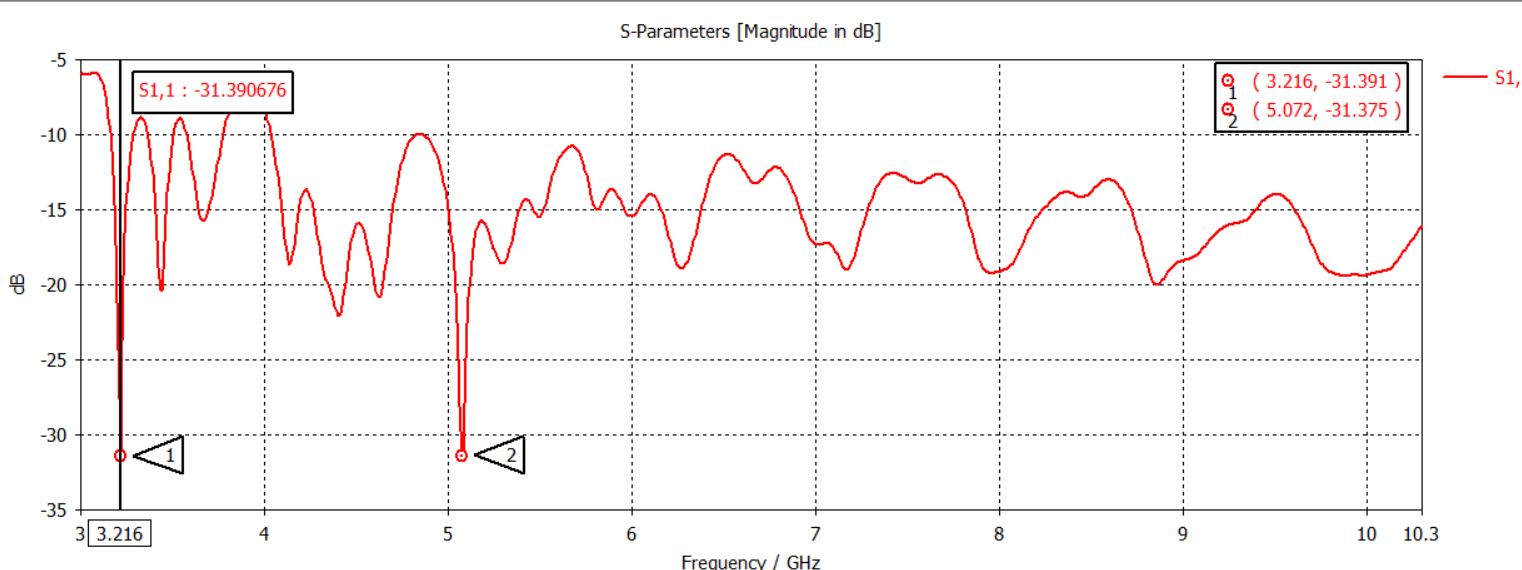 S-Parameters [Magnitude in dB]
-5
-10
-15
-20
-25
-30
-35
dB
S1,1 : -31.390676
1 ( 3.216, -31.391 )
2 ( 5.072, -31.375 )
S1,
1
2
3
3.216
4
5
6
7
8
9
10
10.3
Frequency / GHz